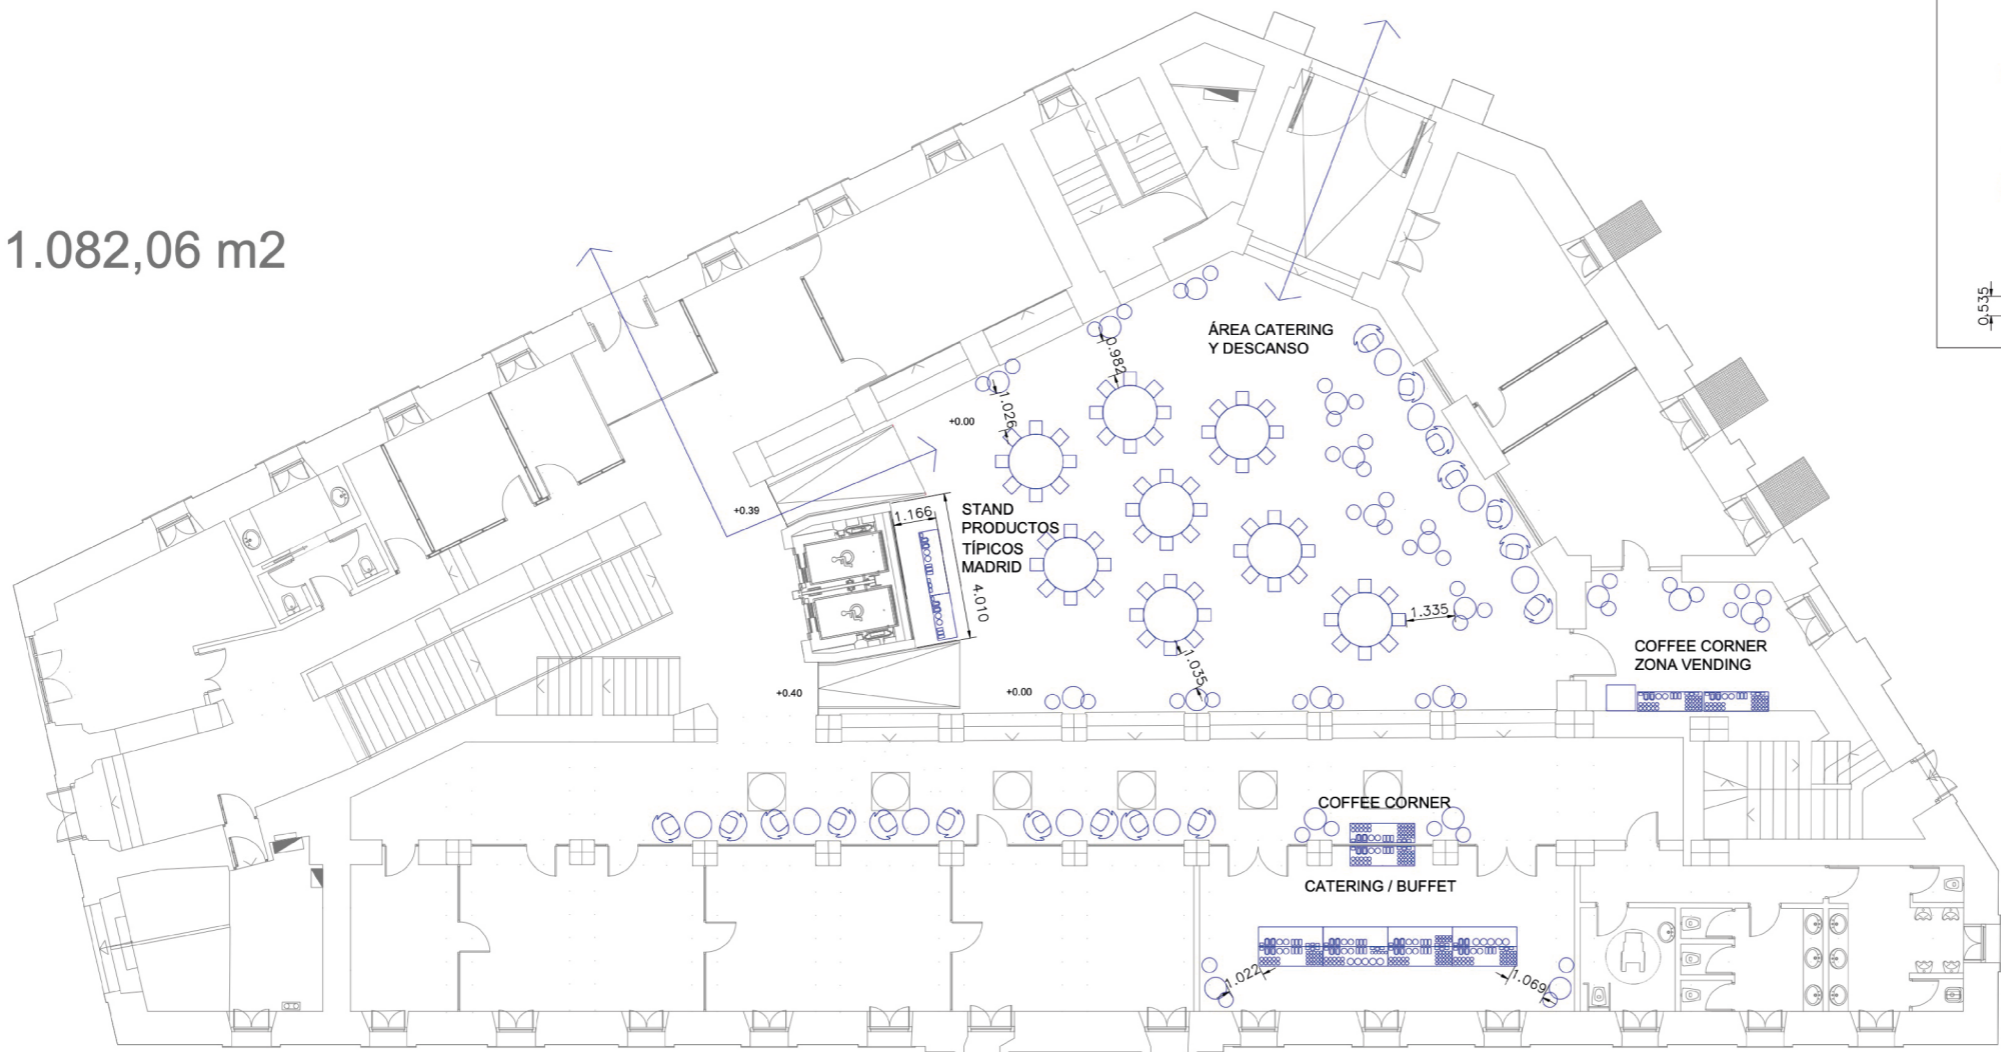 1.082,06 m2
0.535
ÁREA CATERING
Y DESCANSO
0.982
1.026
+0.00
+0.39
1.166
STAND
PRODUCTOS
TÍPICOS
MADRID
4.010
1.335
1.035
COFFEE CORNER
ZONA VENDING
+0.40
+0.00
COFFEE CORNER
CATERING / BUFFET
1.022
1.069